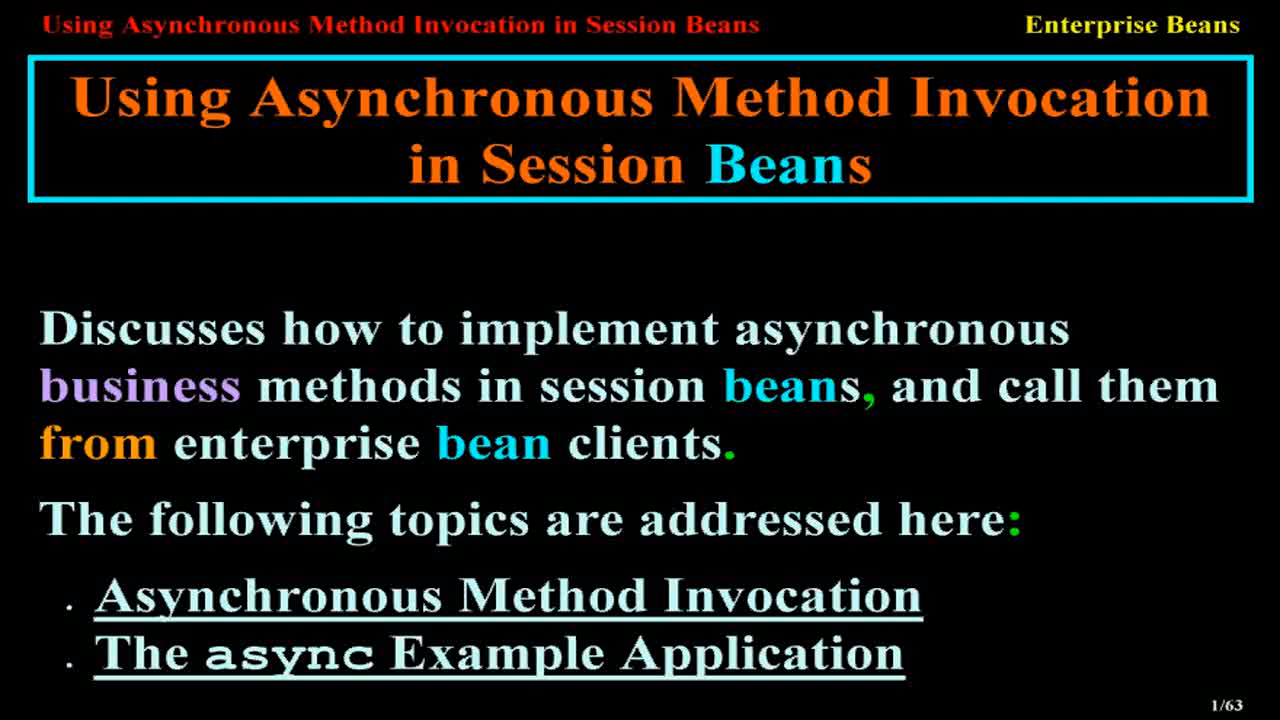 Using Asynchronous Method Invocation in Session Beans
Enterprise Beans
Using Asynchronous Method Invocation
in Session Beans
Discusses how to implement asynchronous
business methods in session beans, and call them
from enterprise bean clients.
The following topics are addressed here:
. Asynchronous Method Invocation
. The async Example Application
1/63